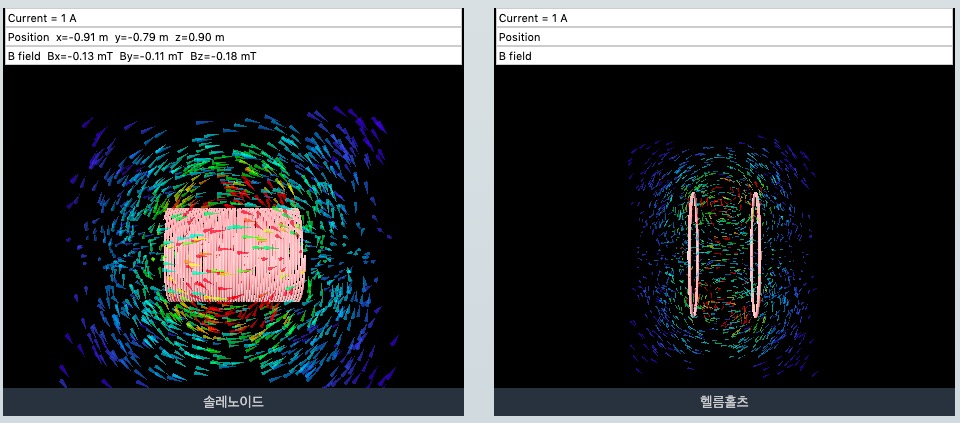 Current = 1 A
Position  x=-0.91 m  y=-0.79 m  z=0.90 m
B field  Bx=-0.13 mT  By=-0.11 mT  Bz=-0.18 mT
솔레노이드
Current = 1 A
Position
B field
헬름홀츠